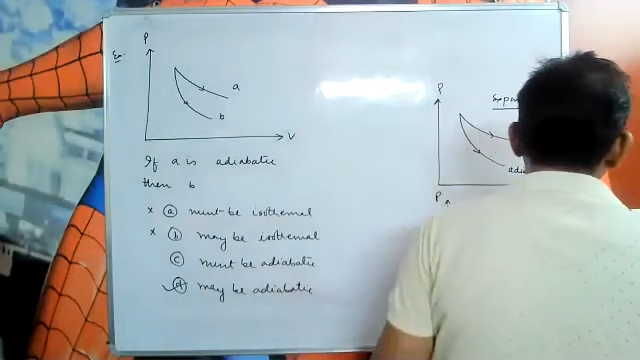 Ex:
P
a
b
V
If a is adiabatic
then b
x (a) must be isothermal
x (b) may be isothermal
(c) must be adiabatic
(d) may be adiabatic
P
P